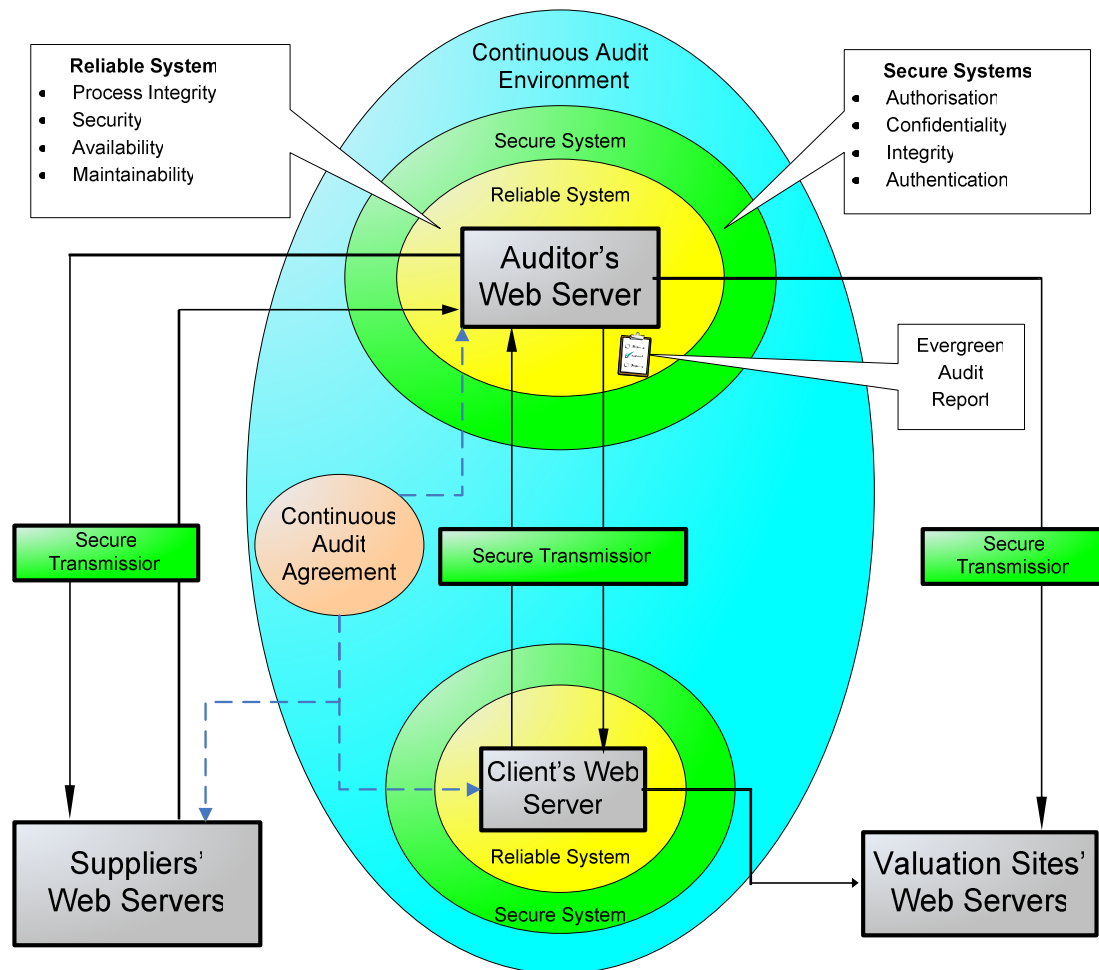 Continuous Audit
Environment
Reliable System
• Process Integrity
• Security
• Availability
• Maintainability
Secure Systems
• Authorisation
• Confidentiality
• Integrity
• Authentication
Secure System
Reliable System
Auditor's
Web Server
Evergreen
Audit
Report
Continuous
Audit
Agreement
Secure
Transmission
Secure Transmission
Secure
Transmission
Client's Web
Server
Reliable System
Secure System
Suppliers'
Web Servers
Valuation Sites'
Web Servers